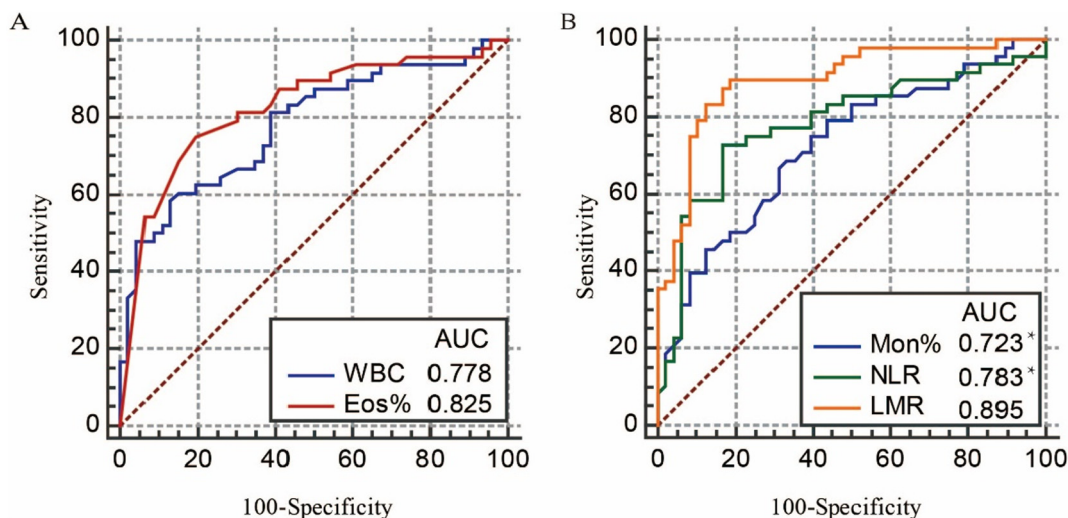 A
Sensitivity
100
80
60
40
20
0
AUC
WBC 0.778
Eos% 0.825
0 20 40 60 80 100
100-Specificity
B
Sensitivity
100
80
60
40
20
0
AUC
Mon% 0.723*
NLR 0.783*
LMR 0.895
0 20 40 60 80 100
100-Specificity